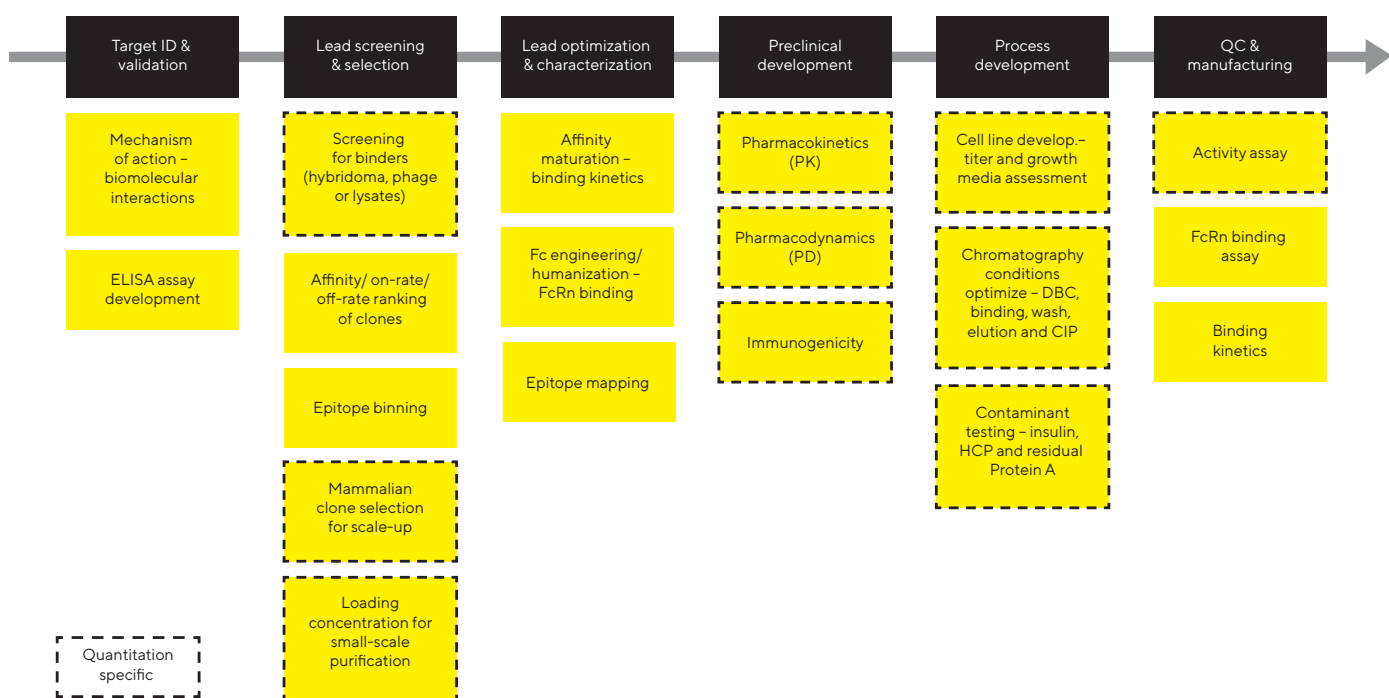 Target ID &
validation
Lead screening
& selection
Lead optimization
& characterization
Preclinical
development
Process
development
QC &
manufacturing
Mechanism
of action –
biomolecular
interactions
ELISA assay
development
Screening
for binders
(hybridoma, phage
or lysates)
Affinity/ on-rate/
off-rate ranking
of clones
Epitope binning
Mammalian
clone selection
for scale-up
Loading
concentration for
small-scale
purification
Affinity
maturation –
binding kinetics
Fc engineering/
humanization –
FcRn binding
Epitope mapping
Pharmacokinetics
(PK)
Pharmacodynamics
(PD)
Immunogenicity
Cell line develop.–
titer and growth
media assessment
Chromatography
conditions
optimize – DBC,
binding, wash,
elution and CIP
Contaminant
testing – insulin,
HCP and residual
Protein A
Activity assay
FcRn binding
assay
Binding
kinetics
Quantitation
specific